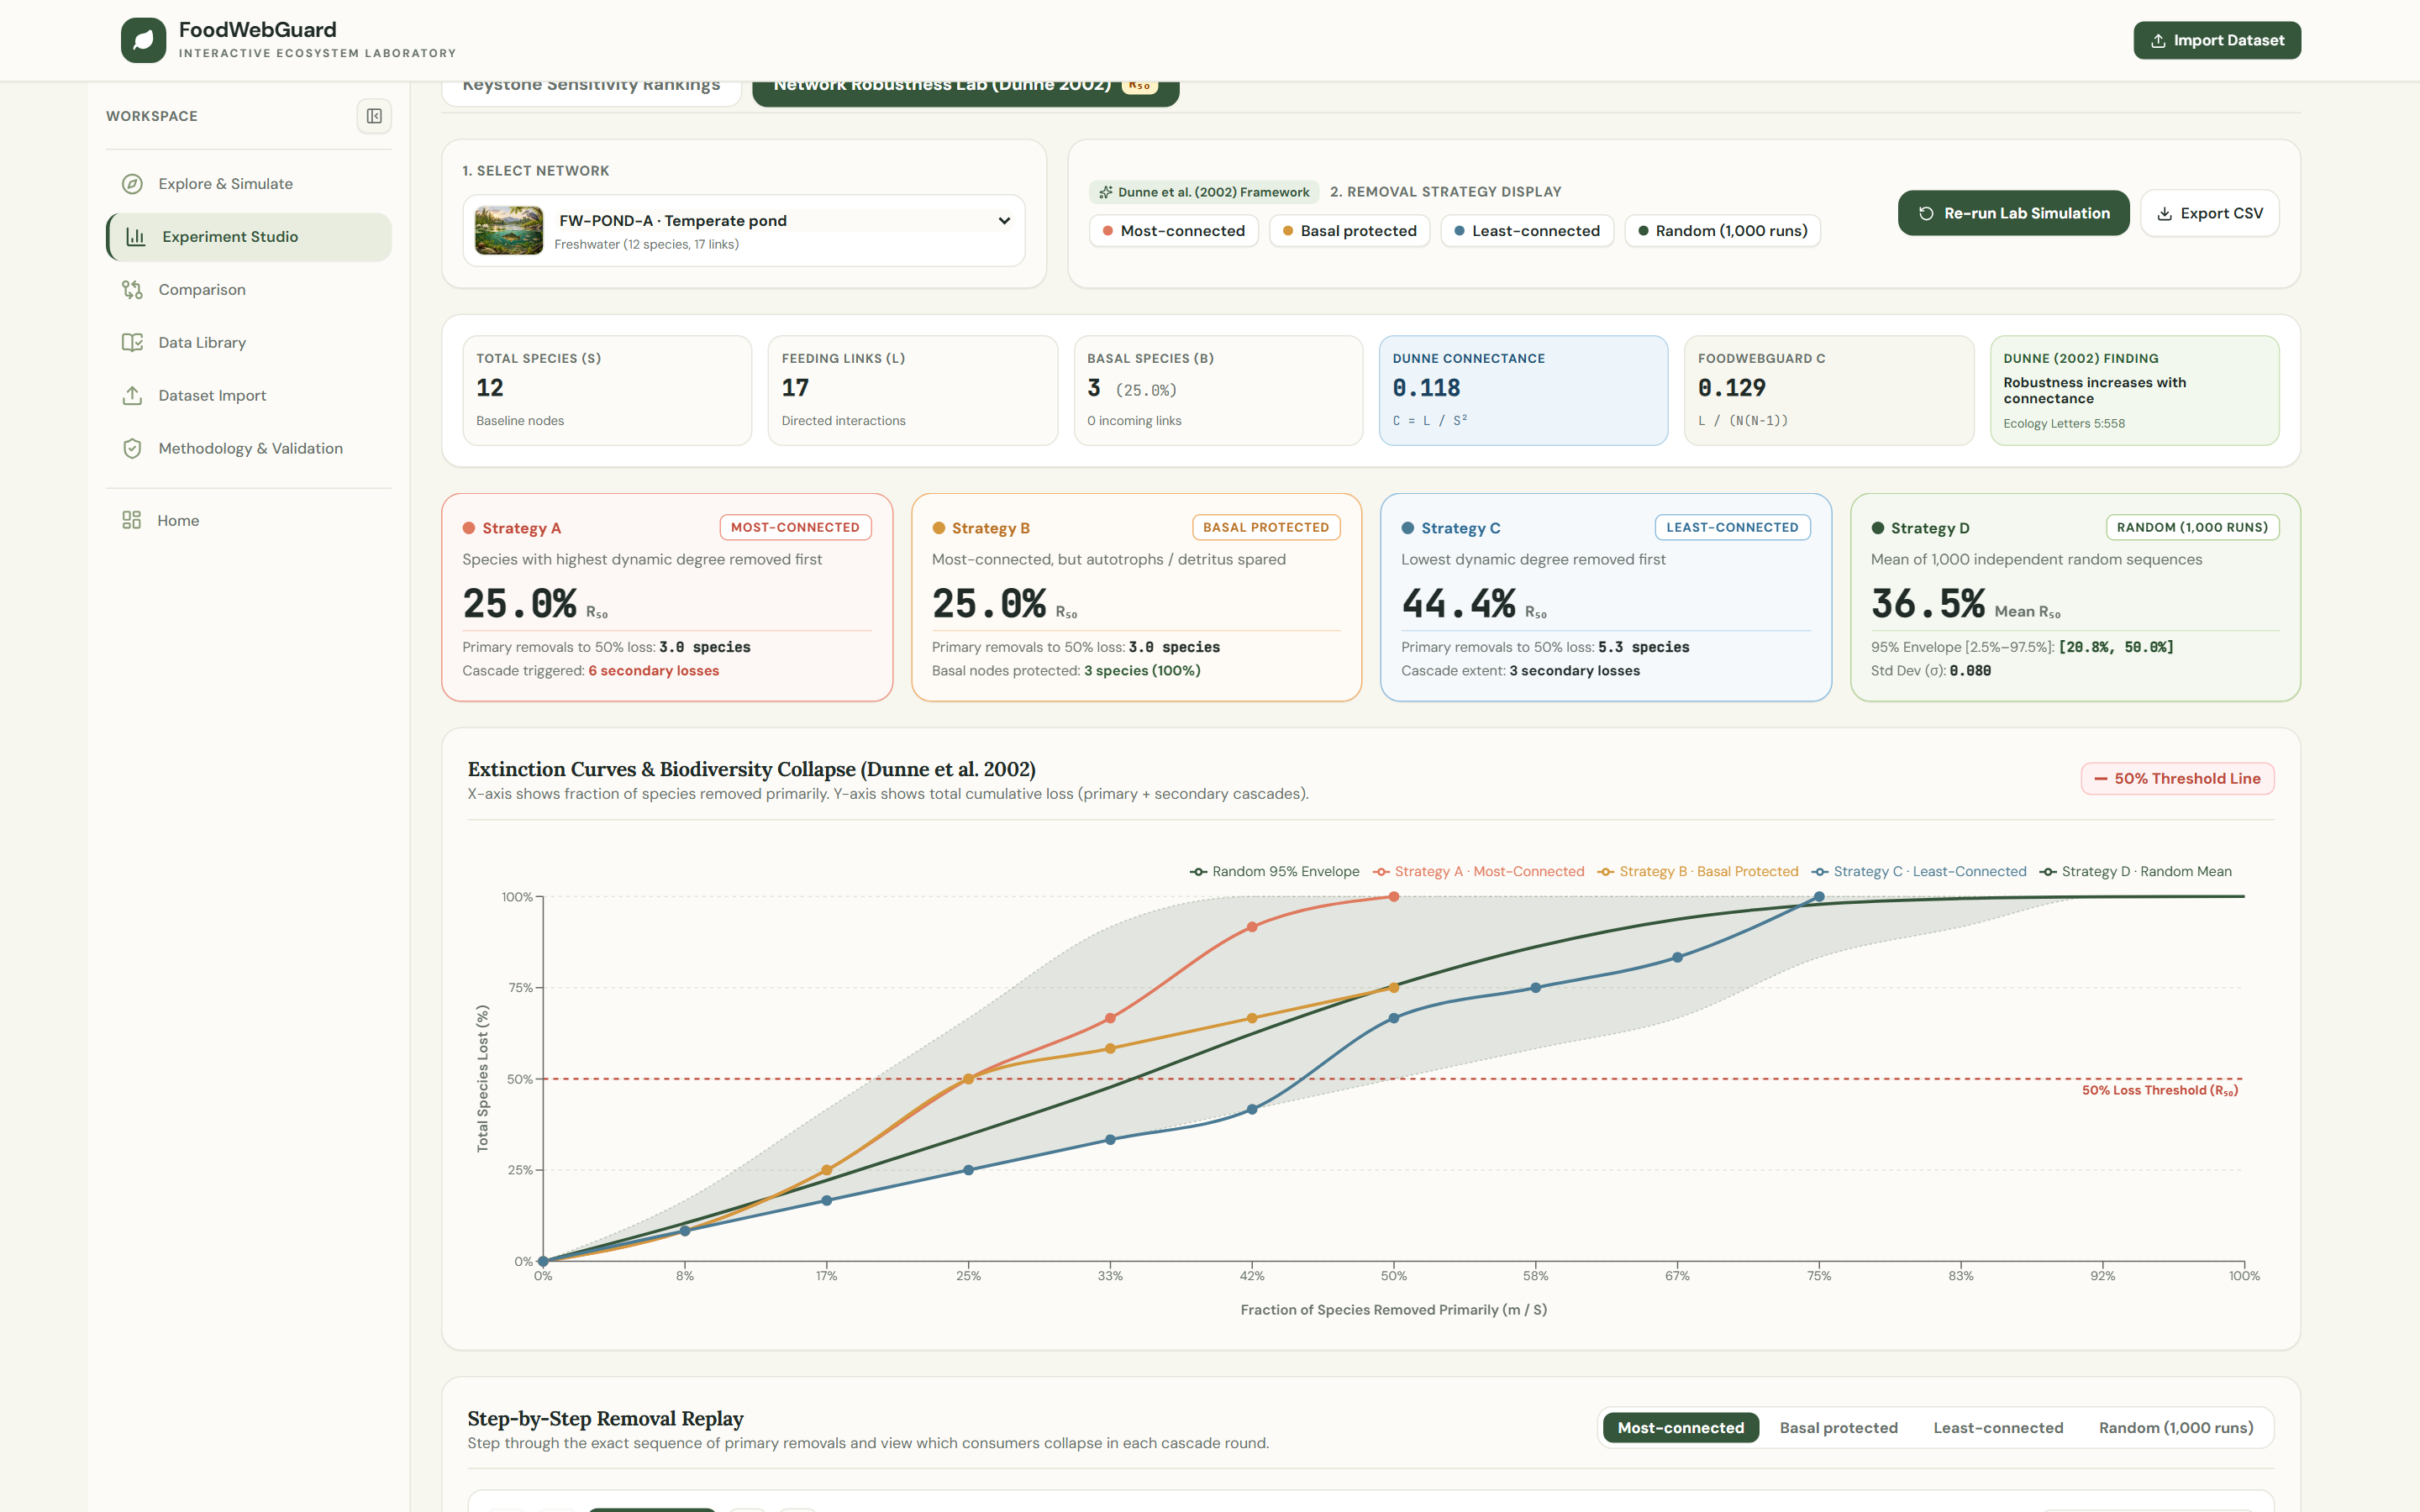 FoodWebGuard
INTERACTIVE ECOSYSTEM LABORATORY
Import Dataset
WORKSPACE
Explore & Simulate
Experiment Studio
Comparison
Data Library
Dataset Import
Methodology & Validation
Home
Keystone Sensitivity Rankings
Network Robustness Lab (Dunne 2002) R₅₀
1. SELECT NETWORK
FW-POND-A · Temperate pond
Freshwater (12 species, 17 links)
Dunne et al. (2002) Framework 2. REMOVAL STRATEGY DISPLAY
Most-connected Basal protected Least-connected Random (1,000 runs)
Re-run Lab Simulation
Export CSV
TOTAL SPECIES (S)
12
Baseline nodes
FEEDING LINKS (L)
17
Directed interactions
BASAL SPECIES (B)
3 (25.0%)
0 incoming links
DUNNE CONNECTANCE
0.118
C = L / S²
FOODWEBGUARD C
0.129
L / (N(N-1))
DUNNE (2002) FINDING
Robustness increases with
connectance
Ecology Letters 5:558
Strategy A MOST-CONNECTED
Species with highest dynamic degree removed first
25.0% R₅₀
Primary removals to 50% loss: 3.0 species
Cascade triggered: 6 secondary losses
Strategy B BASAL PROTECTED
Most-connected, but autotrophs / detritus spared
25.0% R₅₀
Primary removals to 50% loss: 3.0 species
Basal nodes protected: 3 species (100%)
Strategy C LEAST-CONNECTED
Lowest dynamic degree removed first
44.4% R₅₀
Primary removals to 50% loss: 5.3 species
Cascade extent: 3 secondary losses
Strategy D RANDOM (1,000 RUNS)
Mean of 1,000 independent random sequences
36.5% Mean R₅₀
95% Envelope [2.5%–97.5%]: [20.8%, 50.0%]
Std Dev (σ): 0.080
Extinction Curves & Biodiversity Collapse (Dunne et al. 2002)
X-axis shows fraction of species removed primarily. Y-axis shows total cumulative loss (primary + secondary cascades).
50% Threshold Line
Random 95% Envelope Strategy A · Most-Connected Strategy B · Basal Protected Strategy C · Least-Connected Strategy D · Random Mean
Total Species Lost (%)
100%
75%
50%
25%
0%
50% Loss Threshold (R₅₀)
0% 8% 17% 25% 33% 42% 50% 58% 67% 75% 83% 92% 100%
Fraction of Species Removed Primarily (m / S)
Step-by-Step Removal Replay
Step through the exact sequence of primary removals and view which consumers collapse in each cascade round.
Most-connected Basal protected Least-connected Random (1,000 runs)